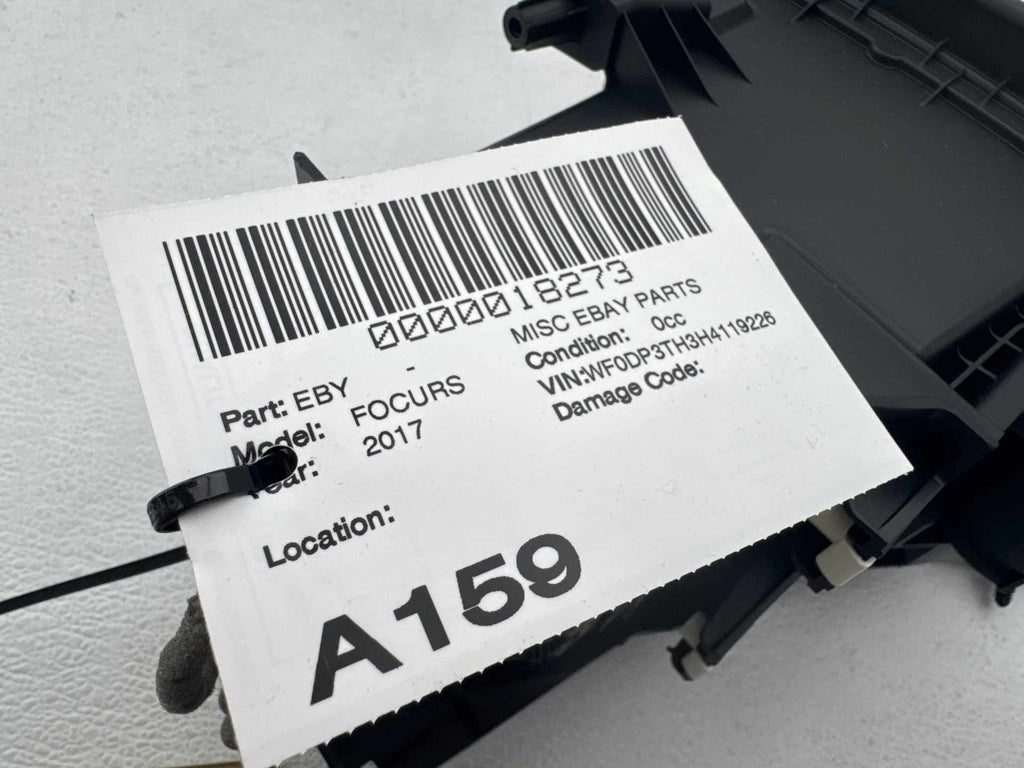 0000018273
Part: EBY - MISC EBAY PARTS
Model: FOCURS Condition: 0cc
Year: 2017 VIN:WF0DP3TH3H4119226
Damage Code:
Location:
A159